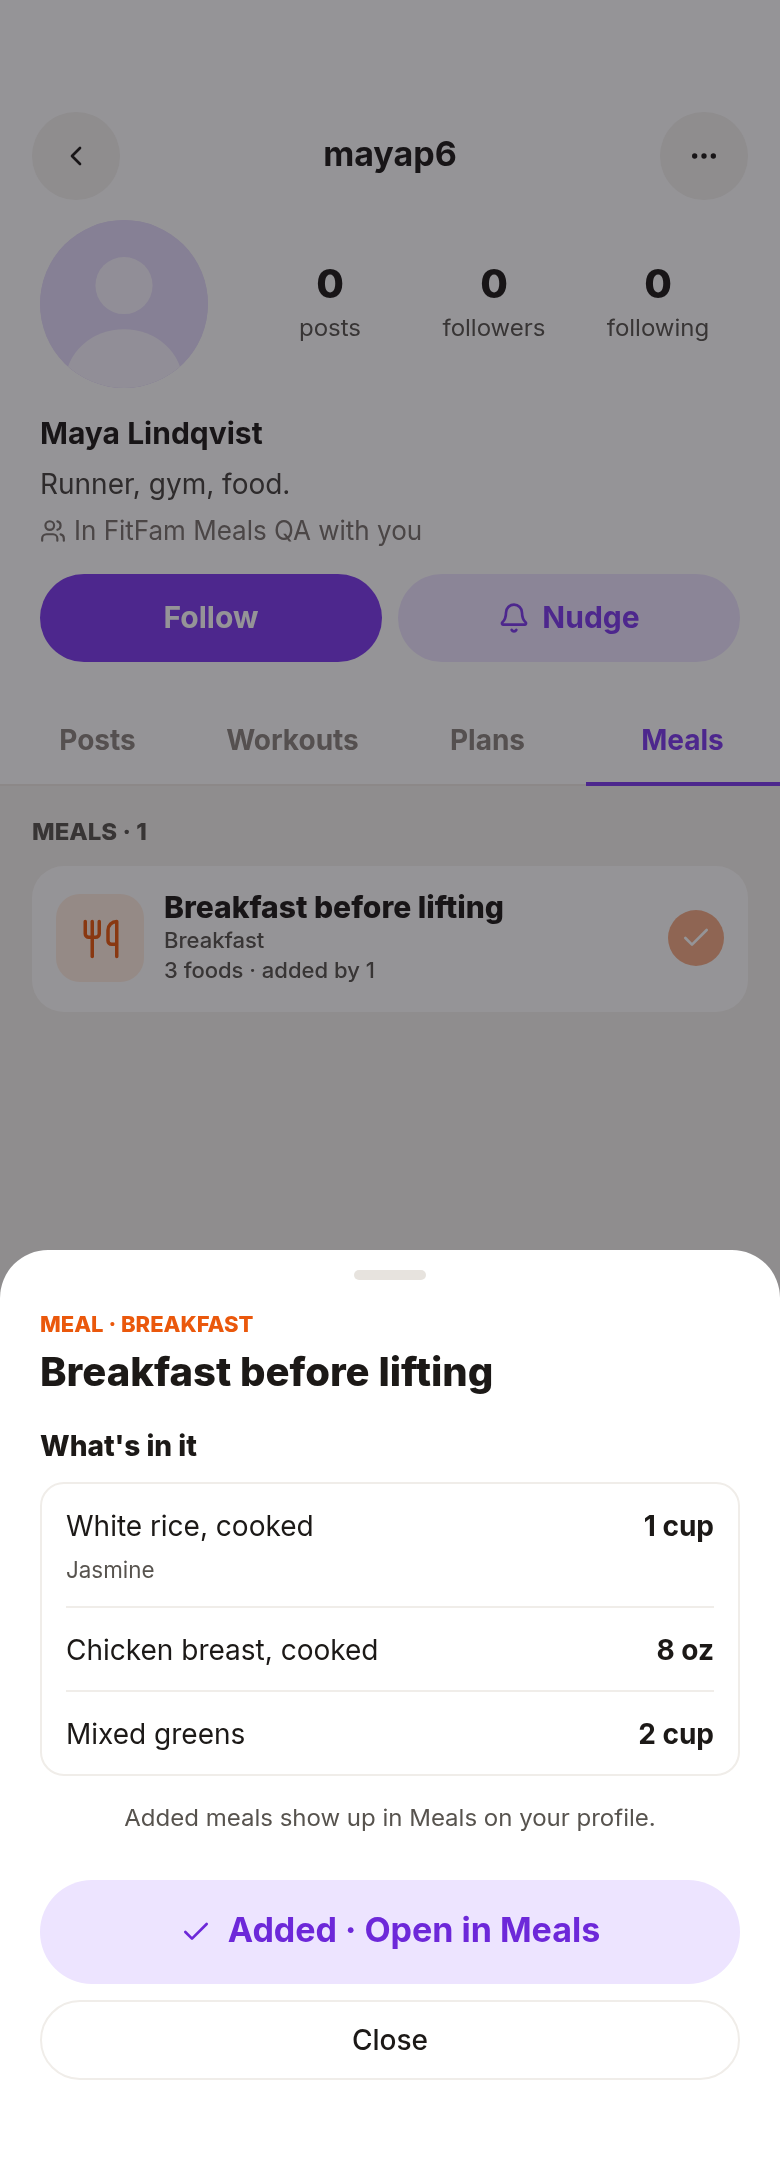 mayap6
0 0 0
posts followers following
Maya Lindqvist
Runner, gym, food.
In FitFam Meals QA with you
Follow Nudge
Posts Workouts Plans Meals
MEALS · 1
Breakfast before lifting
Breakfast
3 foods · added by 1
MEAL · BREAKFAST
Breakfast before lifting
What's in it
White rice, cooked 1 cup
Jasmine
Chicken breast, cooked 8 oz
Mixed greens 2 cup
Added meals show up in Meals on your profile.
Added · Open in Meals
Close